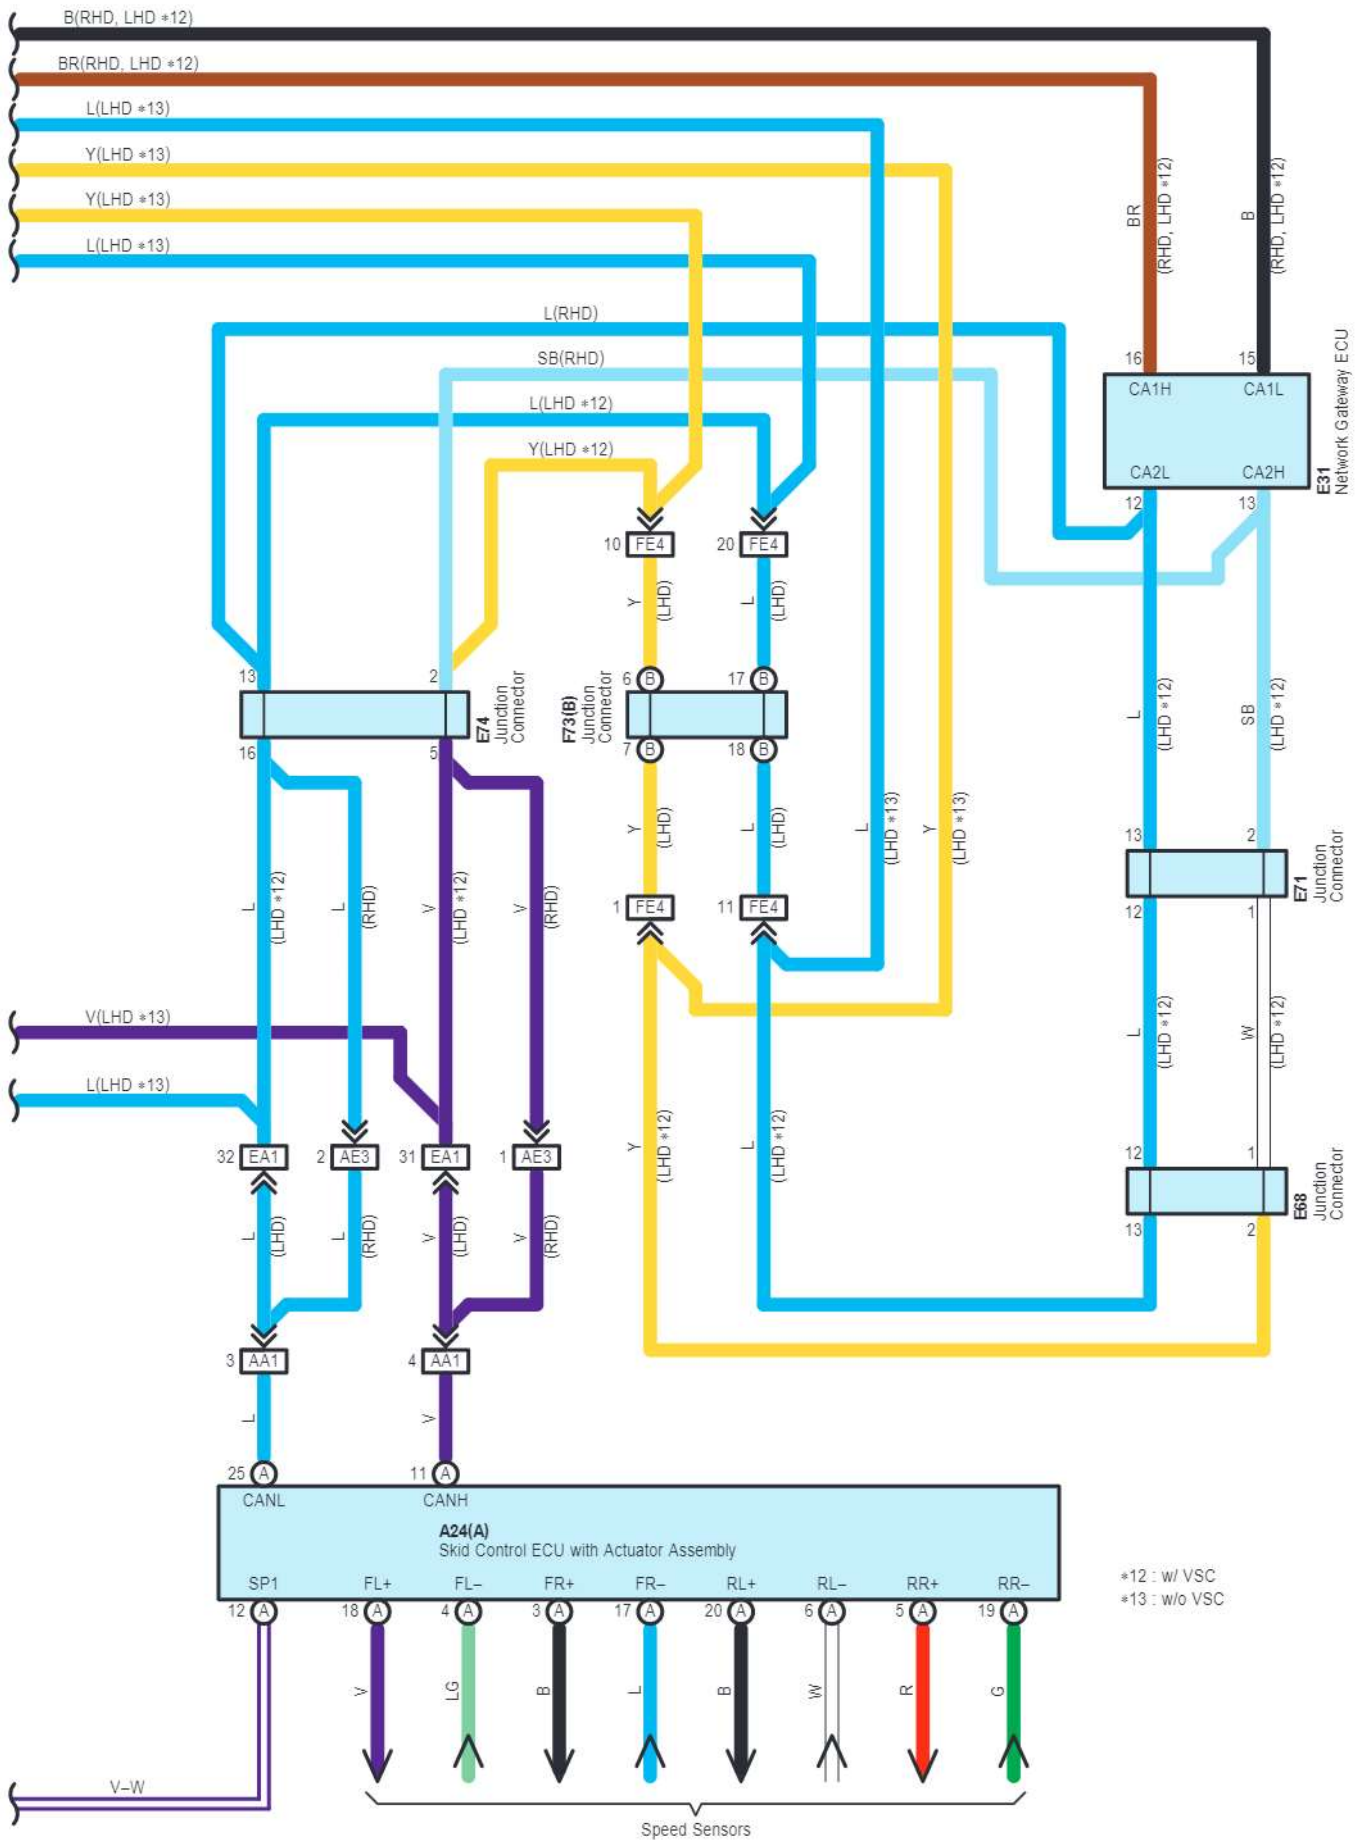 B(RHD, LHD *12)
BR(RHD, LHD *12)
L(LHD *13)
Y(LHD *13)
Y(LHD *13)
L(LHD *13)
BR
(RHD, LHD *12)
B
(RHD, LHD *12)
L(RHD)
SB(RHD)
L(LHD *12)
Y(LHD *12)
16
15
CA1H
CA1L
CA2L
CA2H
12
13
E31
Network Gateway ECU
10
FE4
20
FE4
Y
(LHD)
L
(LHD)
13
2
E74
Junction
Connector
16
5
6
B
17
B
F73(B)
Junction
Connector
7
B
18
B
L
(LHD *12)
SB
(LHD *12)
Y
(LHD)
L
(LHD)
L
(LHD *13)
Y
(LHD *13)
13
2
E71
Junction
Connector
12
1
L
(LHD *12)
L
(RHD)
V
(LHD *12)
V
(RHD)
1
FE4
11
FE4
V(LHD *13)
L(LHD *13)
L
(LHD *12)
W
(LHD *12)
32
EA1
2
AE3
31
EA1
1
AE3
Y
(LHD *12)
L
(LHD *12)
12
1
E68
Junction
Connector
13
2
L
(LHD)
L
(RHD)
V
(LHD)
V
(RHD)
3
AA1
4
AA1
L
V
25
A
11
A
CANL
CANH
A24(A)
Skid Control ECU with Actuator Assembly
SP1
FL+
FL–
FR+
FR–
RL+
RL–
RR+
RR–
12
A
18
A
4
A
3
A
17
A
20
A
6
A
5
A
19
A
*12 : w/ VSC
*13 : w/o VSC
V
LG
B
L
B
W
R
G
V–W
Speed Sensors